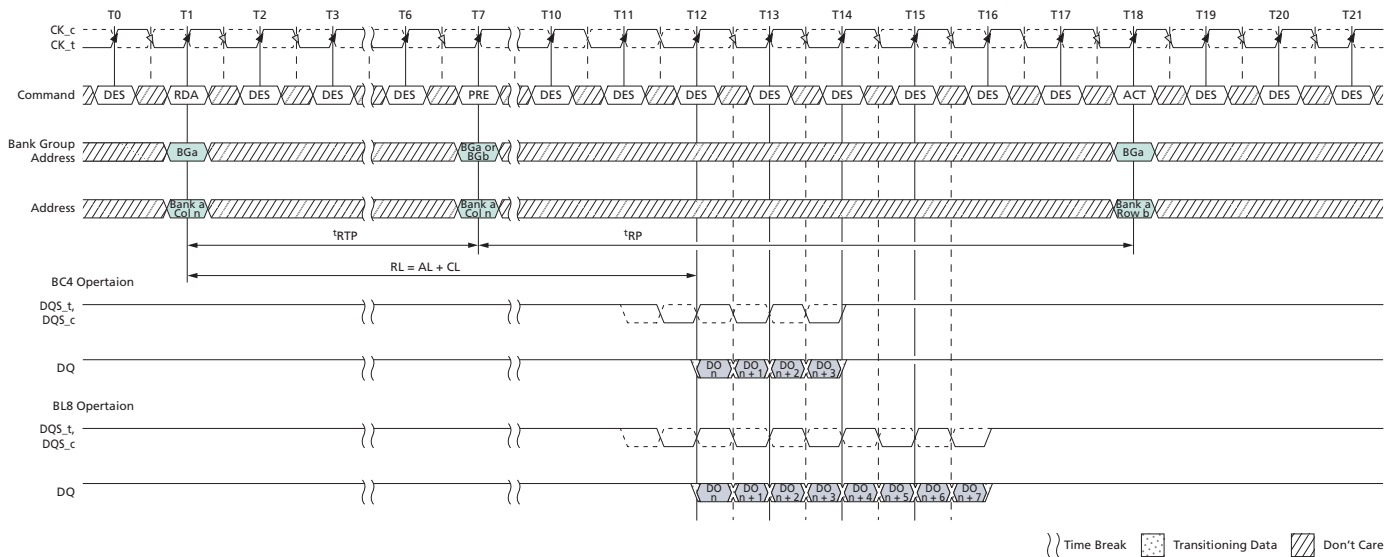 T0 T1 T2 T3 T6 T7 T10 T11 T12 T13 T14 T15 T16 T17 T18 T19 T20 T21
CK_c
CK_t
Command DES RDA DES DES DES PRE DES DES DES DES DES DES DES DES ACT DES DES DES
Bank Group
Address
BGa
BGa or
BGb
BGa
Address
Bank a
Col n
Bank a
Col n
Bank a
Row b
tRTP tRP
RL = AL + CL
BC4 Opertaion
DQS_t,
DQS_c
DQ
DO
n
DO
n + 1
DO
n + 2
DO
n + 3
BL8 Opertaion
DQS_t,
DQS_c
DQ
DO
n
DO
n + 1
DO
n + 2
DO
n + 3
DO
n + 4
DO
n + 5
DO
n + 6
DO
n + 7
Time Break Transitioning Data Don't Care